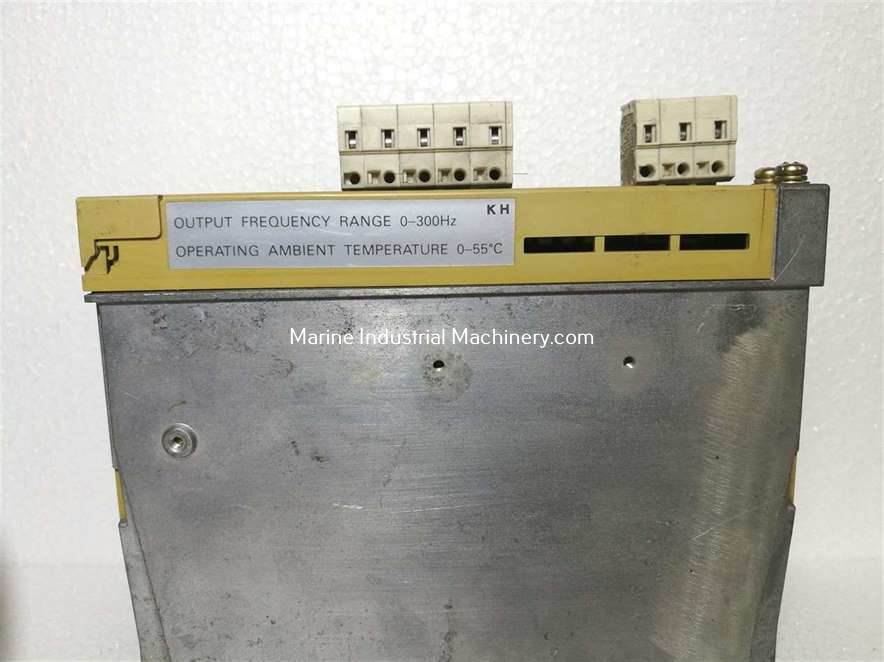 KH
OUTPUT FREQUENCY RANGE 0-300Hz
OPERATING AMBIENT TEMPERATURE 0-55°C
Marine Industrial Machinery.com